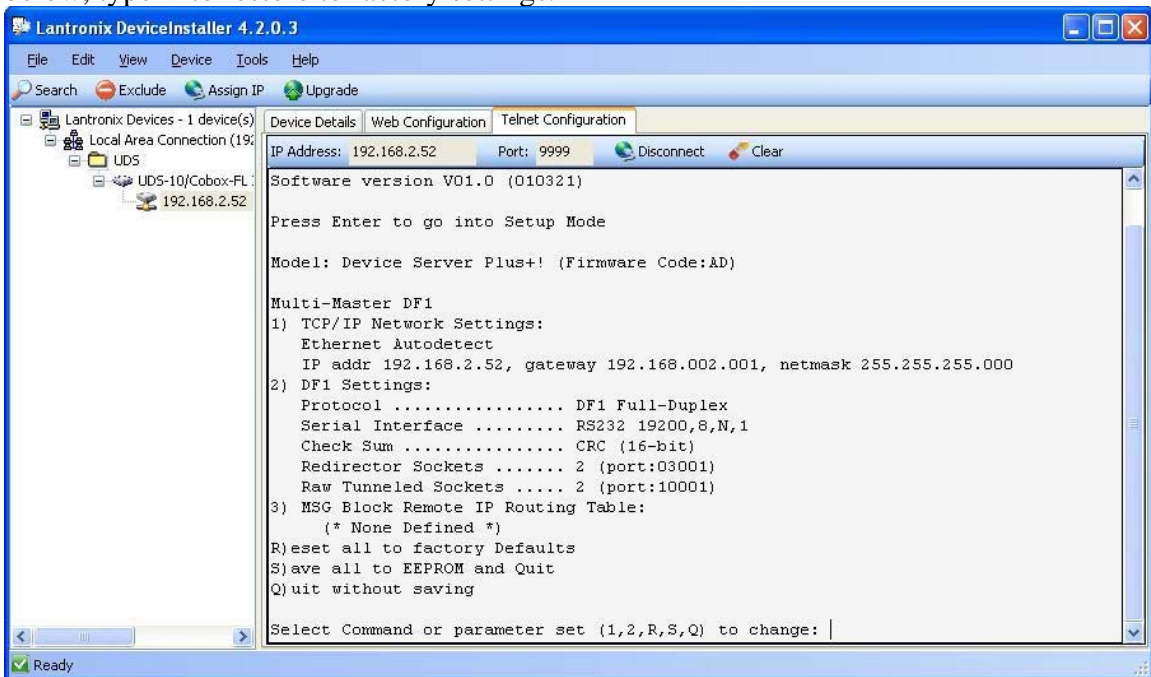 Lantronix DeviceInstaller 4.2.0.3
File Edit View Device Tools Help
Search Exclude Assign IP Upgrade
Lantronix Devices - 1 device(s)
Local Area Connection (192
UDS
UDS-10/Cobox-FL
192.168.2.52
Device Details Web Configuration Telnet Configuration
IP Address: 192.168.2.52 Port: 9999 Disconnect Clear
Software version V01.0 (010321)
Press Enter to go into Setup Mode
Model: Device Server Plus+! (Firmware Code:AD)
Multi-Master DF1
1) TCP/IP Network Settings:
Ethernet Autodetect
IP addr 192.168.2.52, gateway 192.168.002.001, netmask 255.255.255.000
2) DF1 Settings:
Protocol ................. DF1 Full-Duplex
Serial Interface ......... RS232 19200,8,N,1
Check Sum ................ CRC (16-bit)
Redirector Sockets ....... 2 (port:03001)
Raw Tunneled Sockets ..... 2 (port:10001)
3) MSG Block Remote IP Routing Table:
(* None Defined *)
R)eset all to factory Defaults
S)ave all to EEPROM and Quit
Q)uit without saving
Select Command or parameter set (1,2,R,S,Q) to change:
Ready